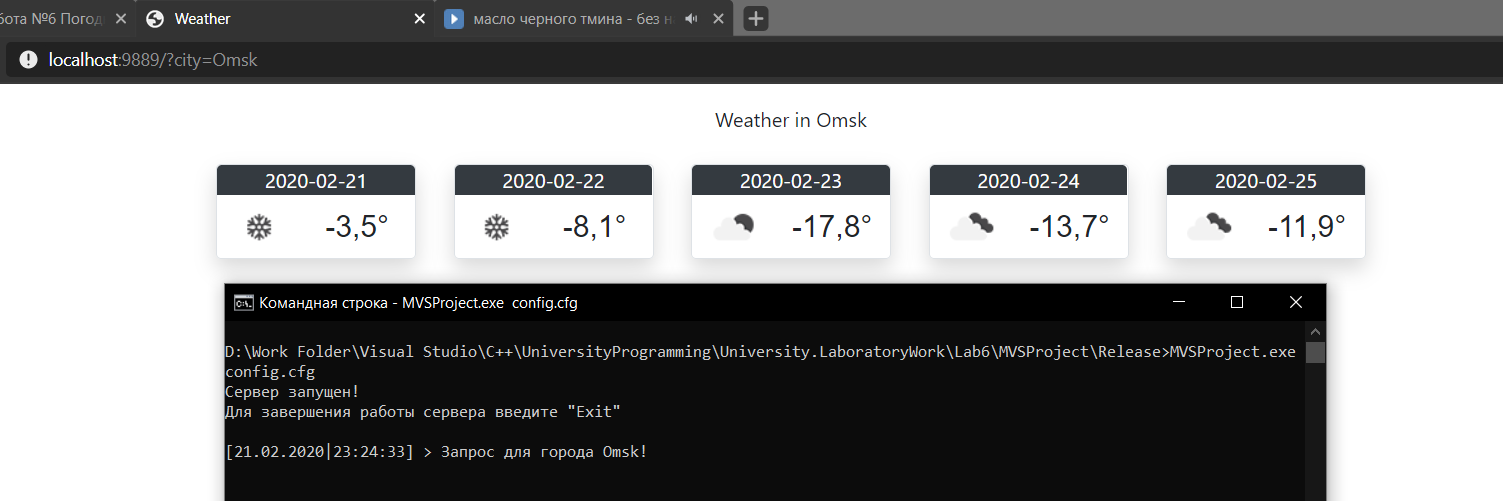 бота №6 Погод
Weather
масло черного тмина - без на
localhost:9889/?city=Omsk
Weather in Omsk
2020-02-21 2020-02-22 2020-02-23 2020-02-24 2020-02-25
-3,5° -8,1° -17,8° -13,7° -11,9°
Командная строка - MVSProject.exe config.cfg
D:\Work Folder\Visual Studio\C++\UniversityProgramming\University.LaboratoryWork\Lab6\MVSProject\Release>MVSProject.exe
config.cfg
Сервер запущен!
Для завершения работы сервера введите "Exit"
[21.02.2020|23:24:33] > Запрос для города Omsk!